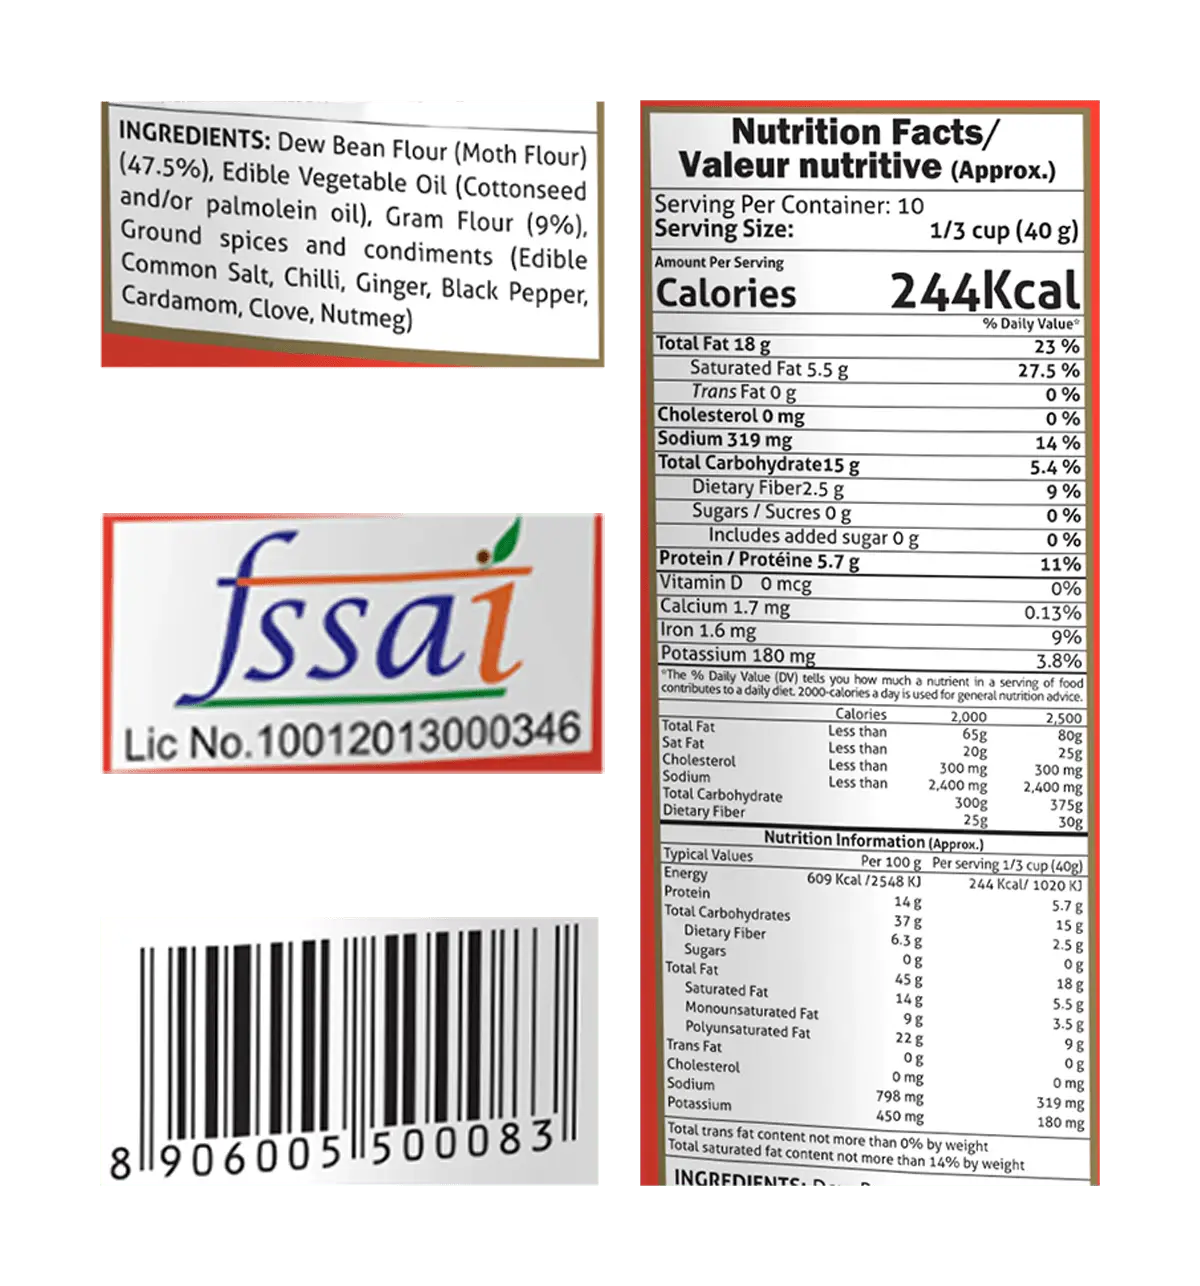 INGREDIENTS: Dew Bean Flour (Moth Flour)
(47.5%), Edible Vegetable Oil (Cottonseed
and/or palmolein oil), Gram Flour (9%),
Ground spices and condiments (Edible
Common Salt, Chilli, Ginger, Black Pepper,
Cardamom, Clove, Nutmeg)
fssai
Lic No.10012013000346
8 906005 500083
Nutrition Facts/
Valeur nutritive (Approx.)
Serving Per Container: 10
Serving Size: 1/3 cup (40 g)
Amount Per Serving
Calories 244Kcal
% Daily Value*
Total Fat 18 g 23 %
Saturated Fat 5.5 g 27.5 %
Trans Fat 0 g 0 %
Cholesterol 0 mg 0 %
Sodium 319 mg 14 %
Total Carbohydrate15 g 5.4 %
Dietary Fiber2.5 g 9 %
Sugars / Sucres 0 g 0 %
Includes added sugar 0 g 0 %
Protein / Protéine 5.7 g 11%
Vitamin D 0 mcg 0%
Calcium 1.7 mg 0.13%
Iron 1.6 mg 9%
Potassium 180 mg 3.8%
*The % Daily Value (DV) tells you how much a nutrient in a serving of food
contributes to a daily diet. 2000-calories a day is used for general nutrition advice.
Calories 2,000 2,500
Total Fat Less than 65g 80g
Sat Fat Less than 20g 25g
Cholesterol Less than 300 mg 300 mg
Sodium Less than 2,400 mg 2,400 mg
Total Carbohydrate 300g 375g
Dietary Fiber 25g 30g
Nutrition Information (Approx.)
Typical Values Per 100 g Per serving 1/3 cup (40g)
Energy 609 Kcal /2548 KJ 244 Kcal/ 1020 KJ
Protein 14 g 5.7 g
Total Carbohydrates 37 g 15 g
Dietary Fiber 6.3 g 2.5 g
Sugars 0 g 0 g
Total Fat 45 g 18 g
Saturated Fat 14 g 5.5 g
Monounsaturated Fat 9 g 3.5 g
Polyunsaturated Fat 22 g 9 g
Trans Fat 0 g 0 g
Cholesterol 0 mg 0 mg
Sodium 798 mg 319 mg
Potassium 450 mg 180 mg
Total trans fat content not more than 0% by weight
Total saturated fat content not more than 14% by weight
INGREDIENTS: